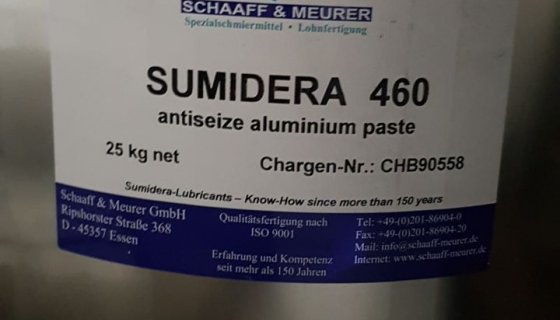 SCHAAFF & MEURER
Spezialschmiermittel • Lohnfertigung
SUMIDERA 460
antiseize aluminium paste
25 kg net
Chargen-Nr.: CHB90558
Sumidera-Lubricants – Know-How since more than 150 years
Schaaff & Meurer GmbH
Ripshorster Straße 368
D - 45357 Essen
Qualitätsfertigung nach
ISO 9001
Erfahrung und Kompetenz
seit mehr als 150 Jahren
Tel: +49-(0)201-86904-0
Fax: +49-(0)201-86904-20
Mail: info@schaaff-meurer.de
Internet: www.schaaff-meurer.de